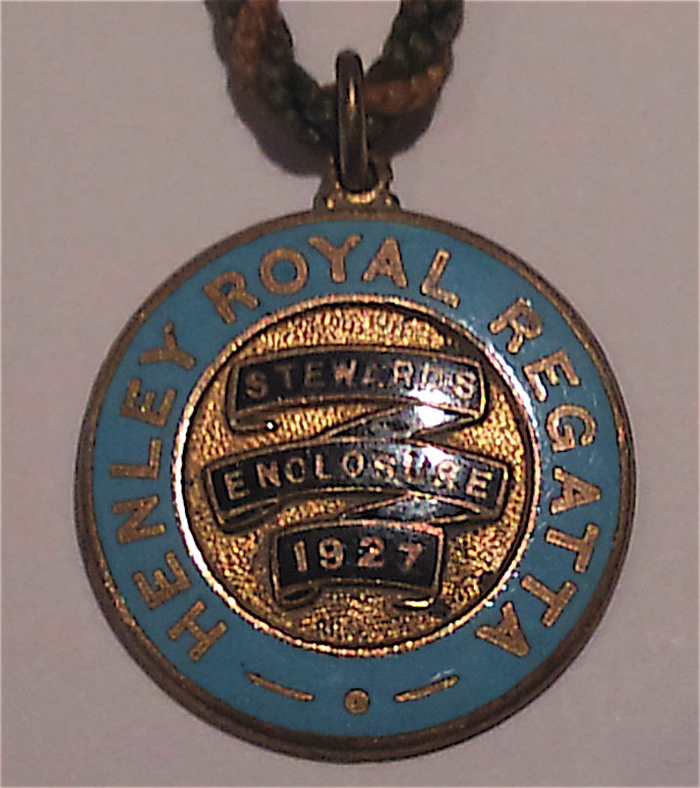 HENLEY ROYAL REGATTA
STEWARDS
ENCLOSURE
1927